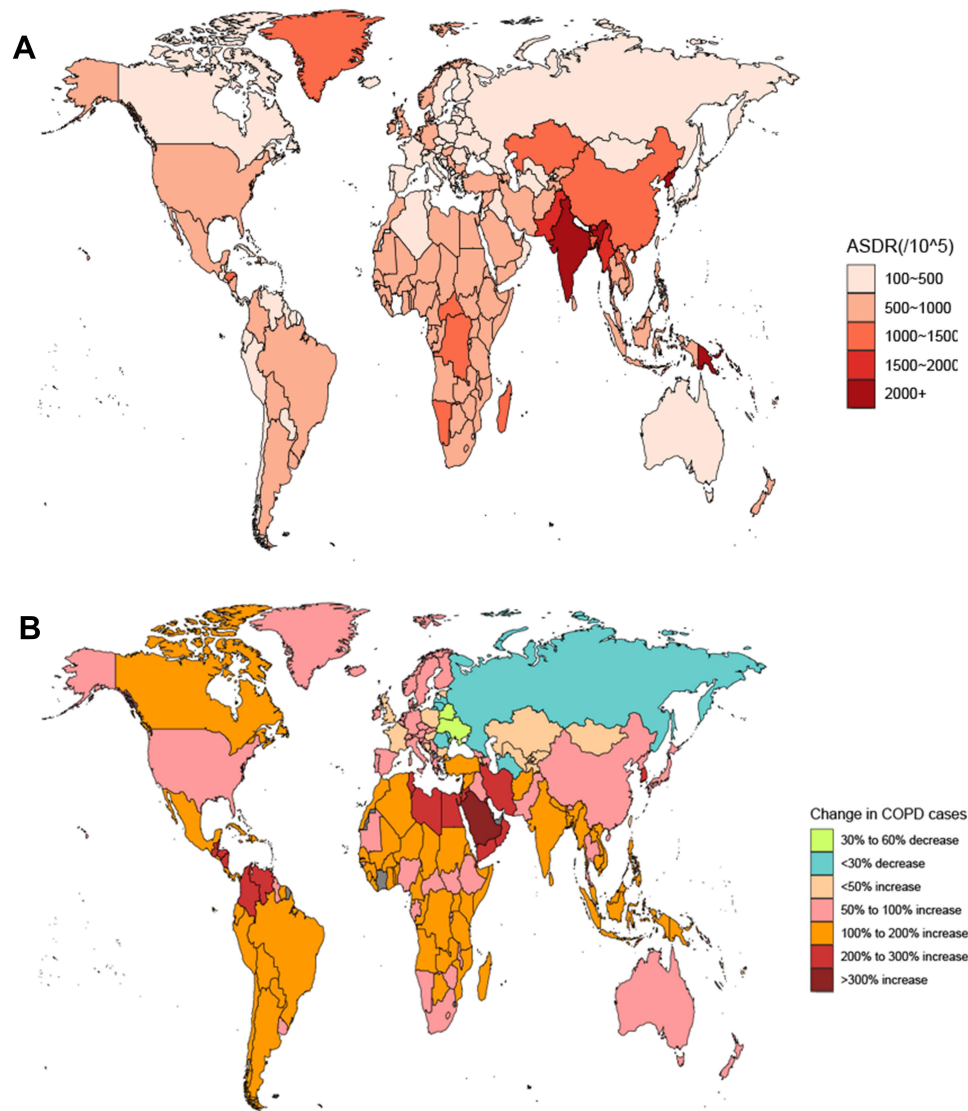 A
ASDR(/10^5)
100~500
500~1000
1000~1500
1500~2000
2000+
B
Change in COPD cases
30% to 60% decrease
<30% decrease
<50% increase
50% to 100% increase
100% to 200% increase
200% to 300% increase
>300% increase